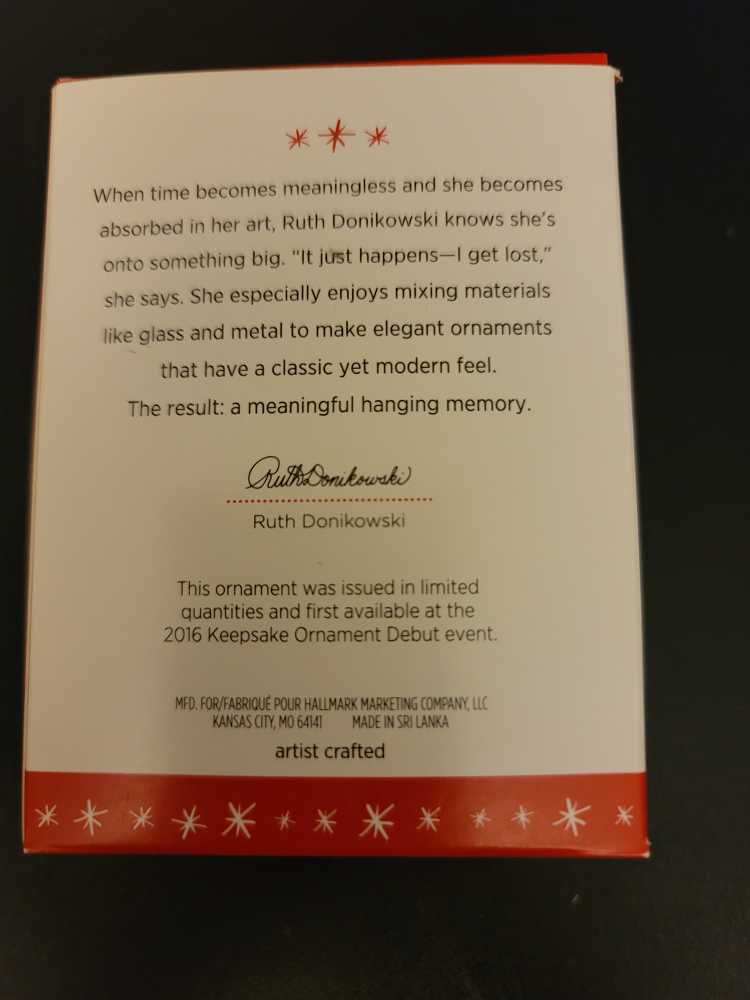 When time becomes meaningless and she becomes
absorbed in her art, Ruth Donikowski knows she's
onto something big. “It just happens—I get lost,”
she says. She especially enjoys mixing materials
like glass and metal to make elegant ornaments
that have a classic yet modern feel.
The result: a meaningful hanging memory.
Ruth Donikowski
Ruth Donikowski
This ornament was issued in limited
quantities and first available at the
2016 Keepsake Ornament Debut event.
MFD. FOR/FABRIQUÉ POUR HALLMARK MARKETING COMPANY, LLC
KANSAS CITY, MO 64141 MADE IN SRI LANKA
artist crafted